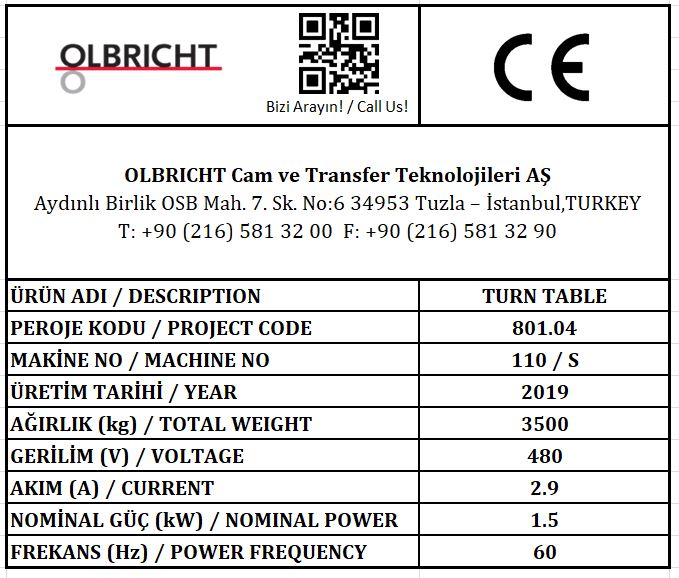 OLBRICHT
Bizi Arayın! / Call Us!
CE
OLBRICHT Cam ve Transfer Teknolojileri AŞ
Aydınlı Birlik OSB Mah. 7. Sk. No:6 34953 Tuzla – İstanbul,TURKEY
T: +90 (216) 581 32 00 F: +90 (216) 581 32 90
ÜRÜN ADI / DESCRIPTION TURN TABLE
PEROJE KODU / PROJECT CODE 801.04
MAKİNE NO / MACHINE NO 110 / S
ÜRETİM TARİHİ / YEAR 2019
AĞIRLIK (kg) / TOTAL WEIGHT 3500
GERİLİM (V) / VOLTAGE 480
AKIM (A) / CURRENT 2.9
NOMİNAL GÜÇ (kW) / NOMINAL POWER 1.5
FREKANS (Hz) / POWER FREQUENCY 60